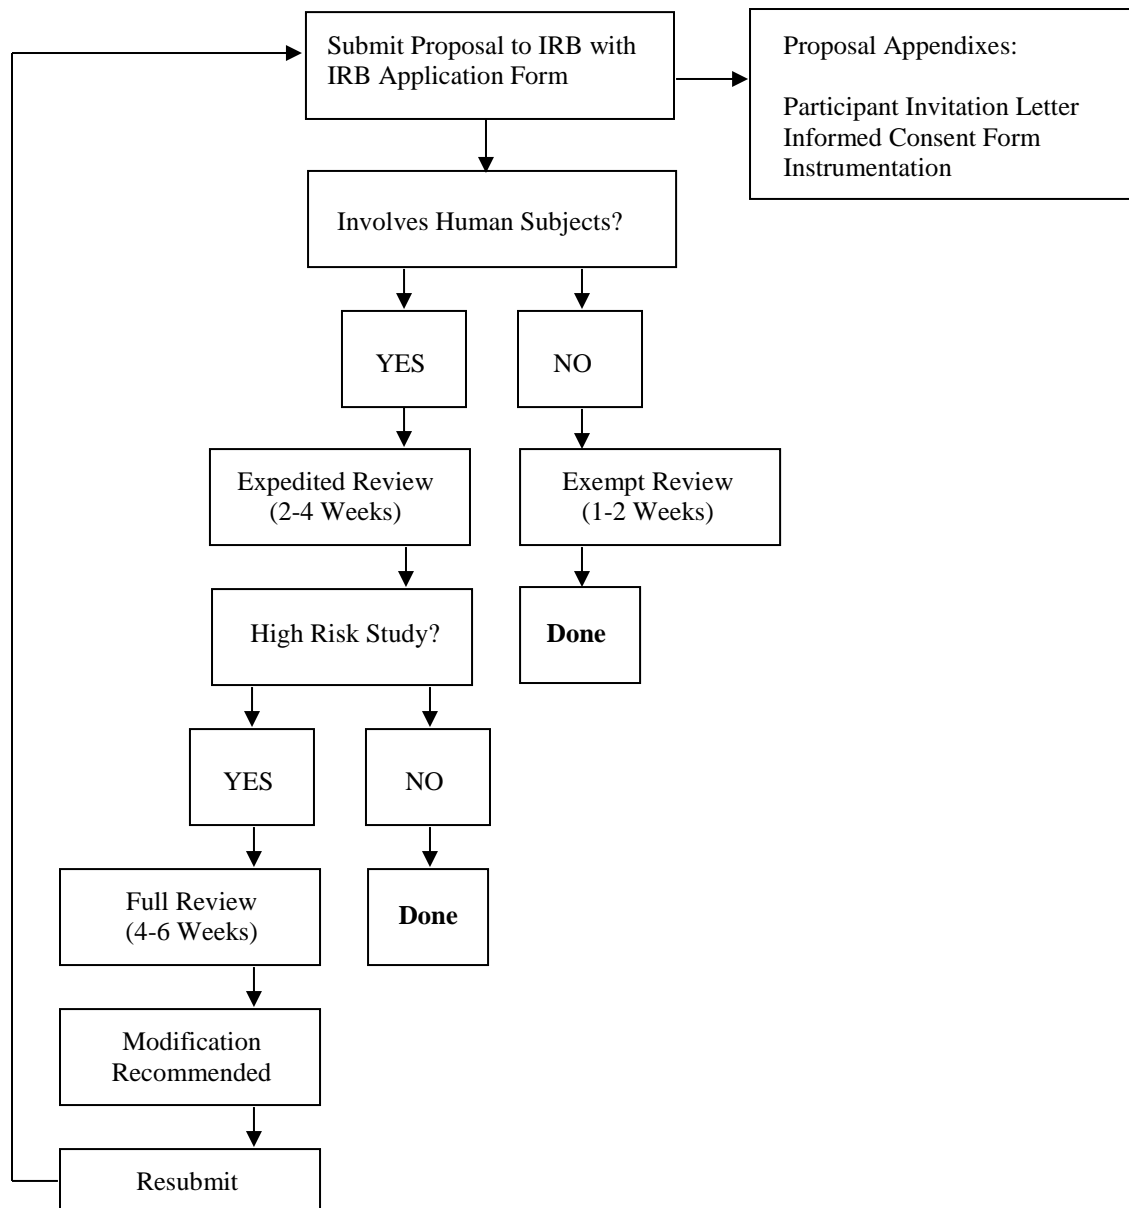 Submit Proposal to IRB with
IRB Application Form
Proposal Appendixes:
Participant Invitation Letter
Informed Consent Form
Instrumentation
Involves Human Subjects?
YES
NO
Expedited Review
(2-4 Weeks)
Exempt Review
(1-2 Weeks)
High Risk Study?
Done
YES
NO
Full Review
(4-6 Weeks)
Done
Modification
Recommended
Resubmit